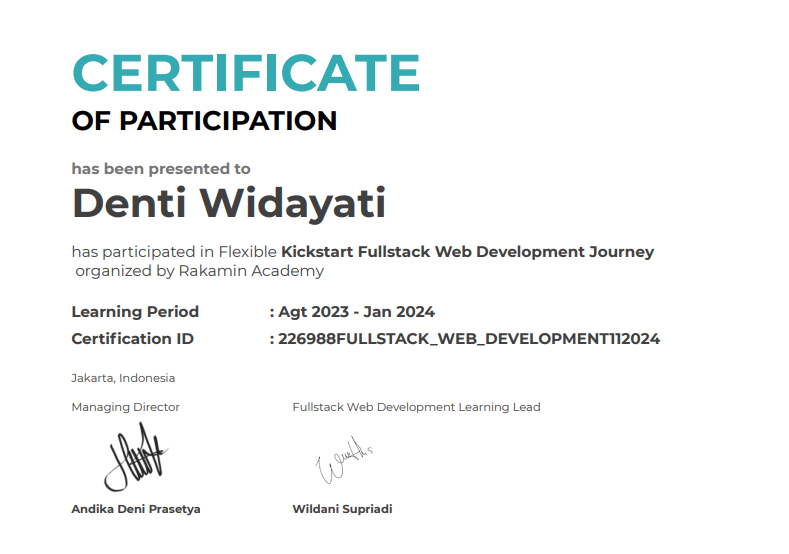 CERTIFICATE
OF PARTICIPATION
has been presented to
Denti Widayati
has participated in Flexible Kickstart Fullstack Web Development Journey
organized by Rakamin Academy
Learning Period : Agt 2023 - Jan 2024
Certification ID : 226988FULLSTACK_WEB_DEVELOPMENT112024
Jakarta, Indonesia
Managing Director Fullstack Web Development Learning Lead
Andika Deni Prasetya Wildani Supriadi